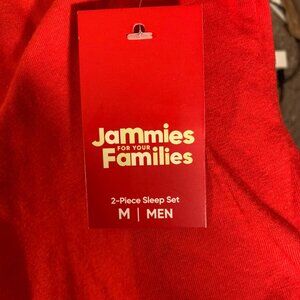 Jammies
FOR YOUR
Families
2-Piece Sleep Set
M | MEN